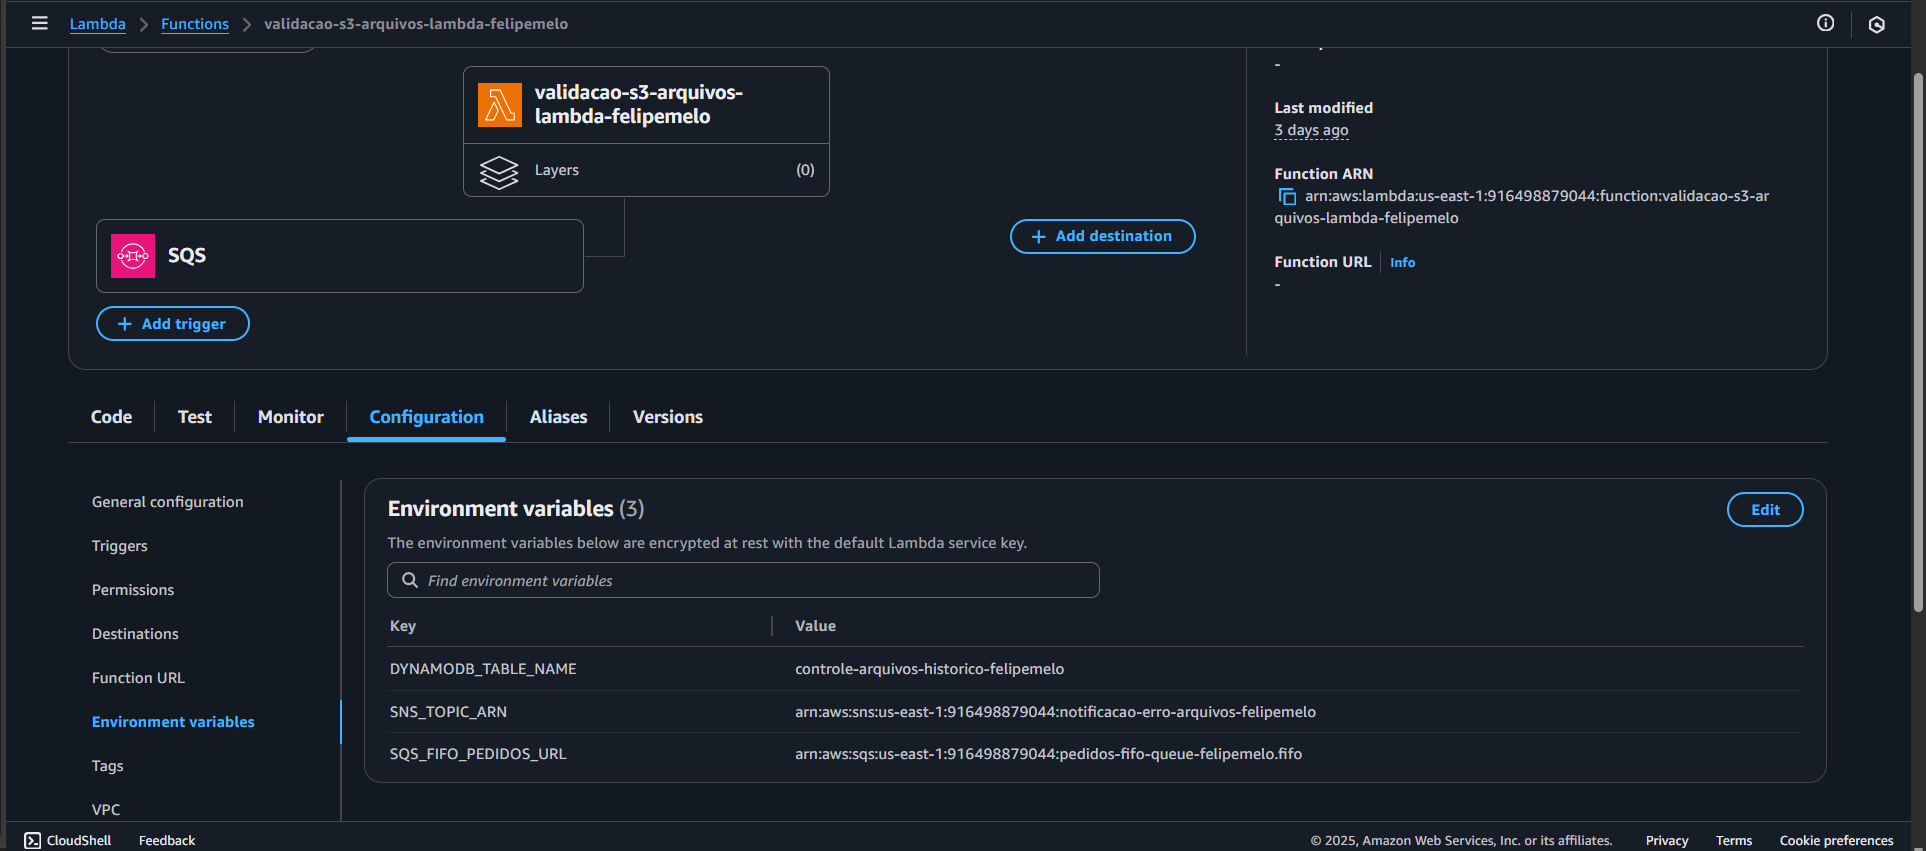 Lambda > Functions > validacao-s3-arquivos-lambda-felipemelo
validacao-s3-arquivos-
lambda-felipemelo
Layers (0)
SQS
+ Add trigger
+ Add destination
-
Last modified
3 days ago
Function ARN
arn:aws:lambda:us-east-1:916498879044:function:validacao-s3-ar
quivos-lambda-felipemelo
Function URL Info
-
Code Test Monitor Configuration Aliases Versions
General configuration
Triggers
Permissions
Destinations
Function URL
Environment variables
Tags
VPC
Environment variables (3)
Edit
The environment variables below are encrypted at rest with the default Lambda service key.
Find environment variables
Key Value
DYNAMODB_TABLE_NAME controle-arquivos-historico-felipemelo
SNS_TOPIC_ARN arn:aws:sns:us-east-1:916498879044:notificacao-erro-arquivos-felipemelo
SQS_FIFO_PEDIDOS_URL arn:aws:sqs:us-east-1:916498879044:pedidos-fifo-queue-felipemelo.fifo
CloudShell Feedback © 2025, Amazon Web Services, Inc. or its affiliates. Privacy Terms Cookie preferences